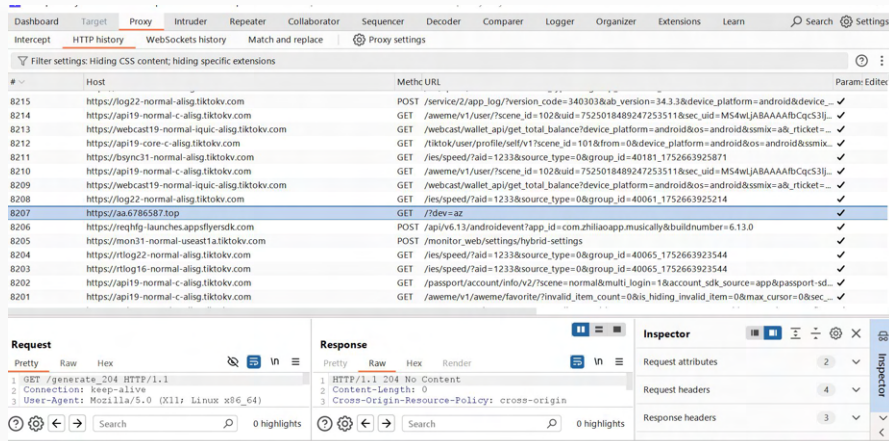 Dashboard Target Proxy Intruder Repeater Collaborator Sequencer Decoder Comparer Logger Organizer Extensions Learn Search Settings
Intercept HTTP history WebSockets history Match and replace Proxy settings
Filter settings: Hiding CSS content; hiding specific extensions
# Host Methc URL Params Editec
8215 https://log22-normal-alisg.tiktokv.com POST /service/2/app_log/?version_code=340303&ab_version=34.3.3&device_platform=android&device_...
8214 https://api19-normal-c-alisg.tiktokv.com GET /aweme/v1/user/?scene_id=102&uid=7525018489247253511&sec_uid=MS4wLjABAAAAfbCqcS3lj...
8213 https://webcast19-normal-iquic-alisg.tiktokv.com GET /webcast/wallet_api/get_total_balance?device_platform=android&os=android&ssmix=a&_rticket=...
8212 https://api19-core-c-alisg.tiktokv.com GET /tiktok/user/profile/self/v1?scene_id=101&from=0&device_platform=android&os=android&ssmix...
8211 https://bsync31-normal-alisg.tiktokv.com GET /ies/speed/?aid=1233&source_type=0&group_id=40181_1752663925871
8210 https://api19-normal-c-alisg.tiktokv.com GET /aweme/v1/user/?scene_id=102&uid=7525018489247253511&sec_uid=MS4wLjABAAAAfbCqcS3lj...
8209 https://webcast19-normal-iquic-alisg.tiktokv.com GET /webcast/wallet_api/get_total_balance?device_platform=android&os=android&ssmix=a&_rticket=...
8208 https://log22-normal-alisg.tiktokv.com GET /ies/speed/?aid=1233&source_type=0&group_id=40061_1752663925214
8207 https://aa.6786587.top GET /?dev=az
8206 https://reqhfg-launches.appsflyersdk.com POST /api/v6.13/androidevent?app_id=com.zhiliaoapp.musically&buildnumber=6.13.0
8205 https://mon31-normal-useast1a.tiktokv.com POST /monitor_web/settings/hybrid-settings
8204 https://rtlog22-normal-alisg.tiktokv.com GET /ies/speed/?aid=1233&source_type=0&group_id=40065_1752663923544
8203 https://rtlog16-normal-alisg.tiktokv.com GET /ies/speed/?aid=1233&source_type=0&group_id=40065_1752663923544
8202 https://api19-normal-c-alisg.tiktokv.com GET /passport/account/info/v2/?scene=normal&multi_login=1&account_sdk_source=app&passport-sd...
8201 https://api19-normal-c-alisg.tiktokv.com GET /aweme/v1/aweme/favorite/?invalid_item_count=0&is_hiding_invalid_item=0&max_cursor=0&sec_...
Request
Pretty Raw Hex \n
1 GET /generate_204 HTTP/1.1
2 Connection: keep-alive
3 User-Agent: Mozilla/5.0 (X11; Linux x86_64)
Search 0 highlights
Response
Pretty Raw Hex Render \n
1 HTTP/1.1 204 No Content
2 Content-Length: 0
3 Cross-Origin-Resource-Policy: cross-origin
Search 0 highlights
Inspector
Request attributes 2
Request headers 4
Response headers 3
Inspector